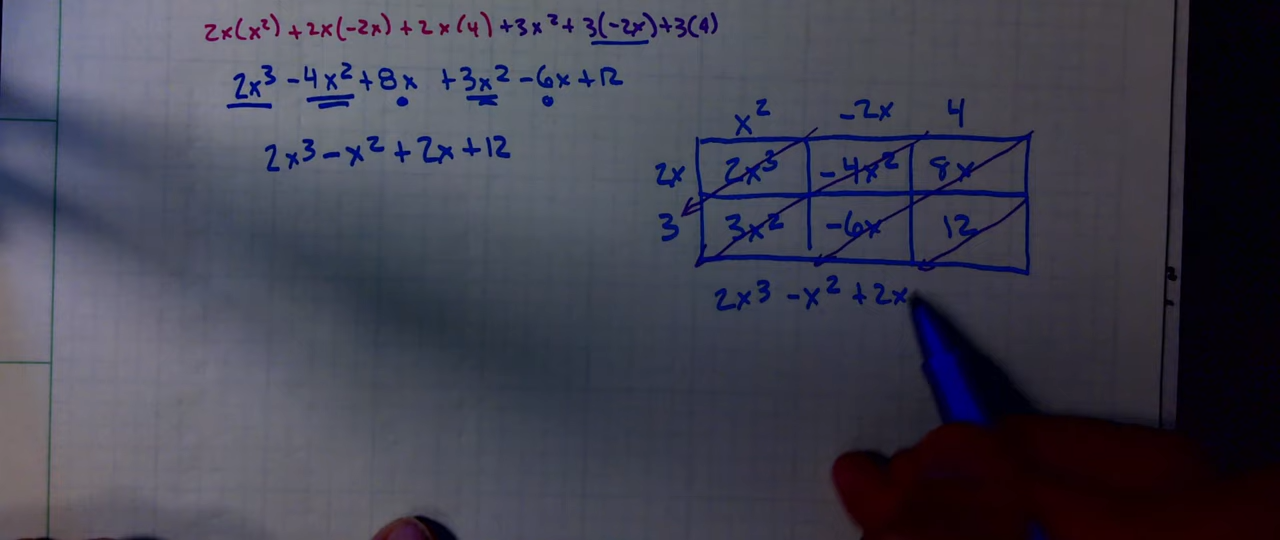 2x(x²) + 2x(-2x) + 2x(4) + 3x² + 3(-2x) + 3(4)
2x³ - 4x² + 8x + 3x² - 6x + 12
2x³ - x² + 2x + 12
x² -2x 4
2x 2x³ -4x² 8x
3 3x² -6x 12
2x³ - x² + 2x